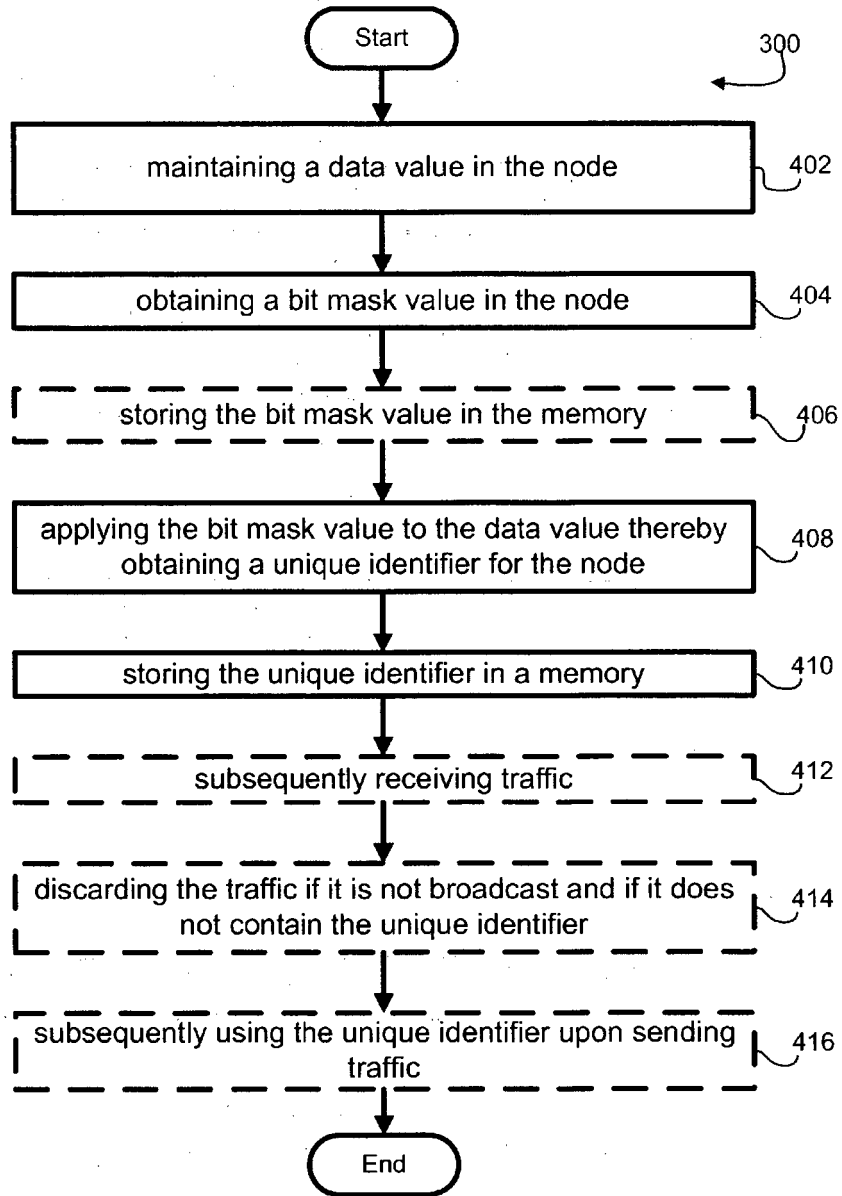 Start
300
maintaining a data value in the node
402
obtaining a bit mask value in the node
404
storing the bit mask value in the memory
406
applying the bit mask value to the data value thereby
obtaining a unique identifier for the node
408
storing the unique identifier in a memory
410
subsequently receiving traffic
412
discarding the traffic if it is not broadcast and if it does
not contain the unique identifier
414
subsequently using the unique identifier upon sending
traffic
416
End